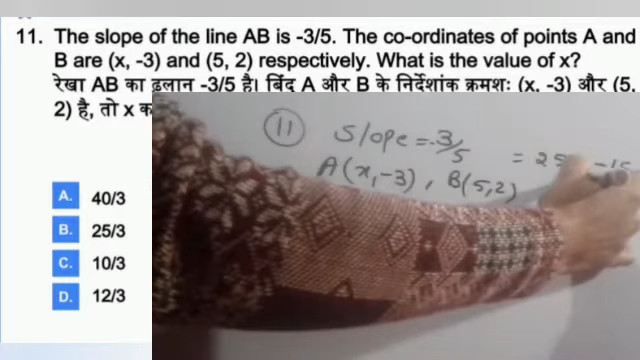 11. The slope of the line AB is -3/5. The co-ordinates of points A and
B are (x, -3) and (5, 2) respectively. What is the value of x?
रेखा AB का ढलान -3/5 है। बिंदु A और B के निर्देशांक क्रमशः (x, -3) और (5,
2) है, तो x
A. 40/3
B. 25/3
C. 10/3
D. 12/3
(11) Slope = -3/5
A(x,-3), B(5,2)
= 25 -15